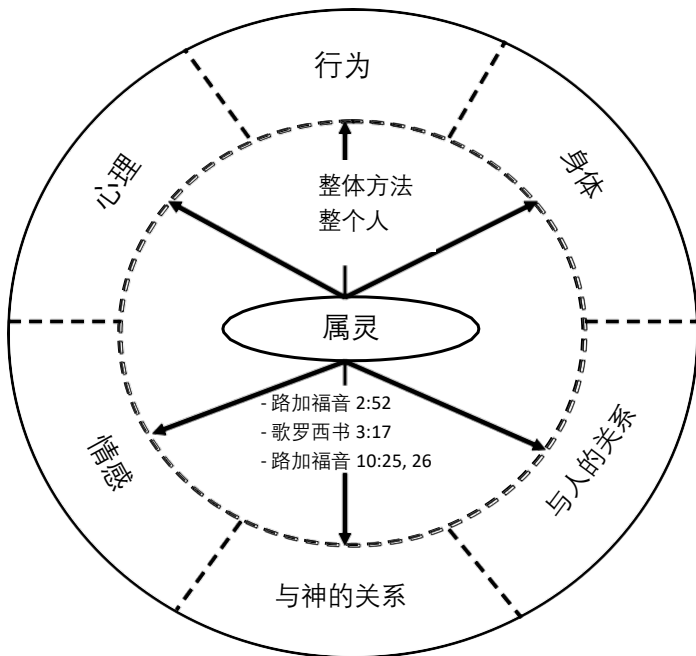 行为
心理
身体
整体方法
整个人
属灵
- 路加福音 2:52
- 歌罗西书 3:17
- 路加福音 10:25, 26
情感
与人的关系
与神的关系